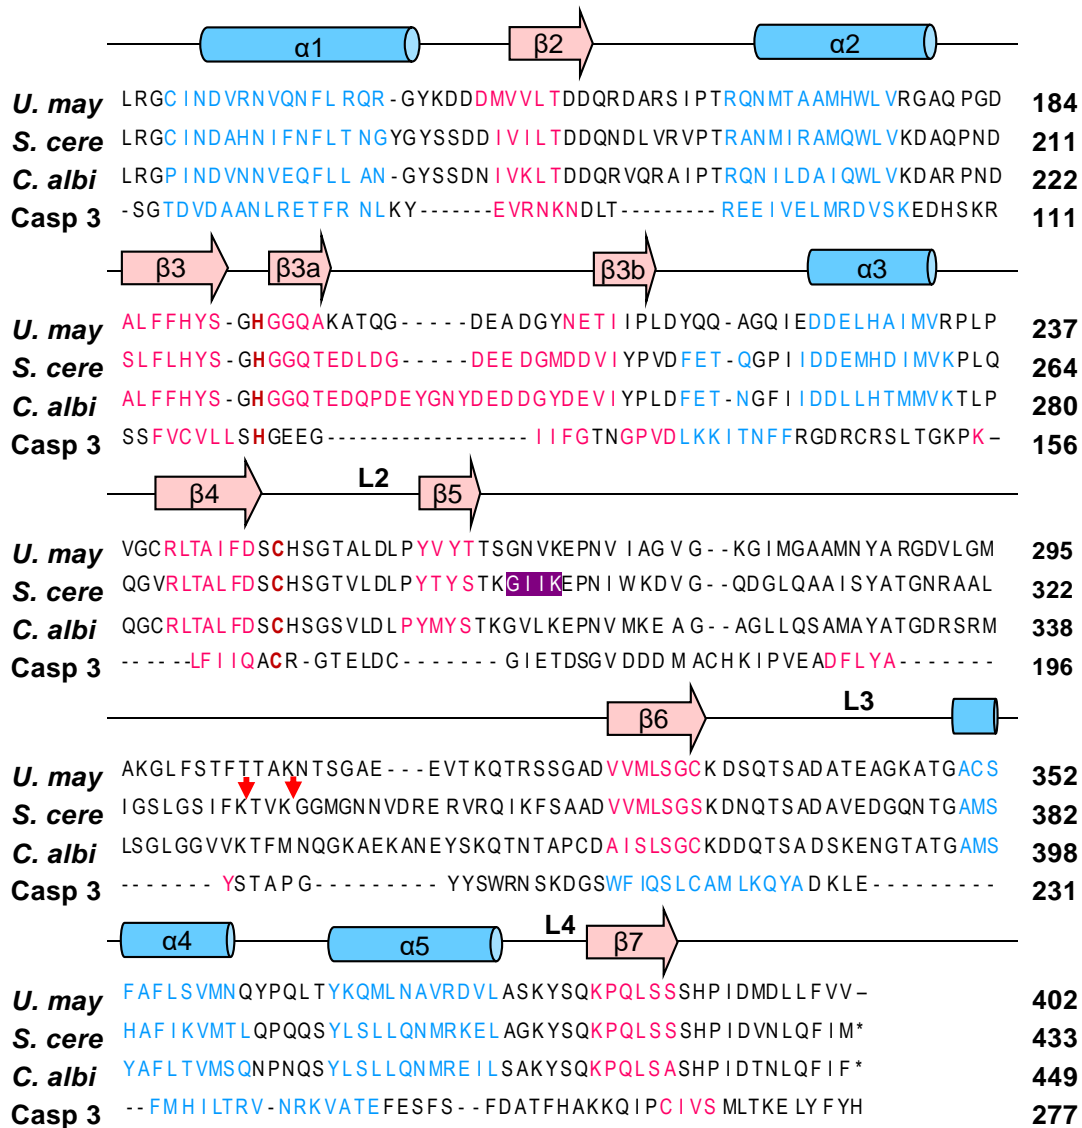 α1 β2 α2
U. may LRGCINDVRNVQNFLRQR-GYKDDDMVVLTDDQRDARSIPTRQNMTAAMHWLVRGAQPGD 184
S. cere LRGCINDAHNIFNFLTNGYGYSSDDIVILTDDQNDLVRVPTRANMIRAMQWLVKDAQPND 211
C. albi LRGPINDVNNVEQFLLAN-GYSSDNIVKLTDDQRVQRAIPTRQNILDAIQWLVKDARPND 222
Casp 3 -SGTDVDAANLRETFRNLKY-------EVRNKNDLT---------REEIVELMRDVSKEDHSKR 111
β3 β3a β3b α3
U. may ALFFHYS-GHGGQAKATQG-----DEADGYNETIIPLDYQQ-AGQIEDDELHAIMVRPLP 237
S. cere SLFLHYS-GHGGQTEDLDG-----DEEDGMDDVIYPVDFET-QGPIIDDEMHDIMVKPLQ 264
C. albi ALFFHYS-GHGGQTEDQPDEYGNYDEDDGYDEVIYPLDFET-NGFIIDDLLHTMMVKTLP 280
Casp 3 SSFVCVLLSHGEEG------------------IIFGTNGPVDLKKITNFFRGDRCRSLTGKPK– 156
β4 L2 β5
U. may VGCRLTAIFDSCHSGTALDLPYVYTTSGNVKEPNVIAGVG--KGIMGAAMNYARGDVLGM 295
S. cere QGVRLTALFDSCHSGTVLDLPYTYSTKGIIKEPNIWKDVG--QDGLQAAISYATGNRAAL 322
C. albi QGCRLTALFDSCHSGSVLDLPYMYSTKGVLKEPNVMKEAG--AGLLQSAMAYATGDRSRM 338
Casp 3 ------LFIIQACR-GTELDC-------GIETDSGVDDDMACHKIPVEADFLYA------- 196
β6 L3
U. may AKGLFSTFTTAKNTSGAE---EVTKQTRSSGADVVMLSGCKDSQTSADATEAGKATGACS 352
S. cere IGSLGSIFKTVKGGMGNNVDRERVRQIKFSAADVVMLSGSKDNQTSADAVEDGQNTGAMS 382
C. albi LSGLGGVVKTFMNQGKAEKANEYSKQTNTAPCDAISLSGCKDDQTSADSKENGTATGAMS 398
Casp 3 -------YSTAPG---------YYSWRNSKDGSWFIQSLCAMLKQYADKLE--------- 231
α4 α5 L4 β7
U. may FAFLSVMNQYPQLTYKQMLNAVRDVLASKYSQKPQLSSSHPIDMDLLFVV– 402
S. cere HAFIKVMTLQPQQSYLSLLQNMRKELAGKYSQKPQLSSSHPIDVNLQFIM* 433
C. albi YAFLTVMSQNPNQSYLSLLQNMREILSAKYSQKPQLSASHPIDTNLQFIF* 449
Casp 3 --FMHILTRV-NRKVATEFESFS--FDATFHAKKQIPCIVSMLTKELYFYH 277